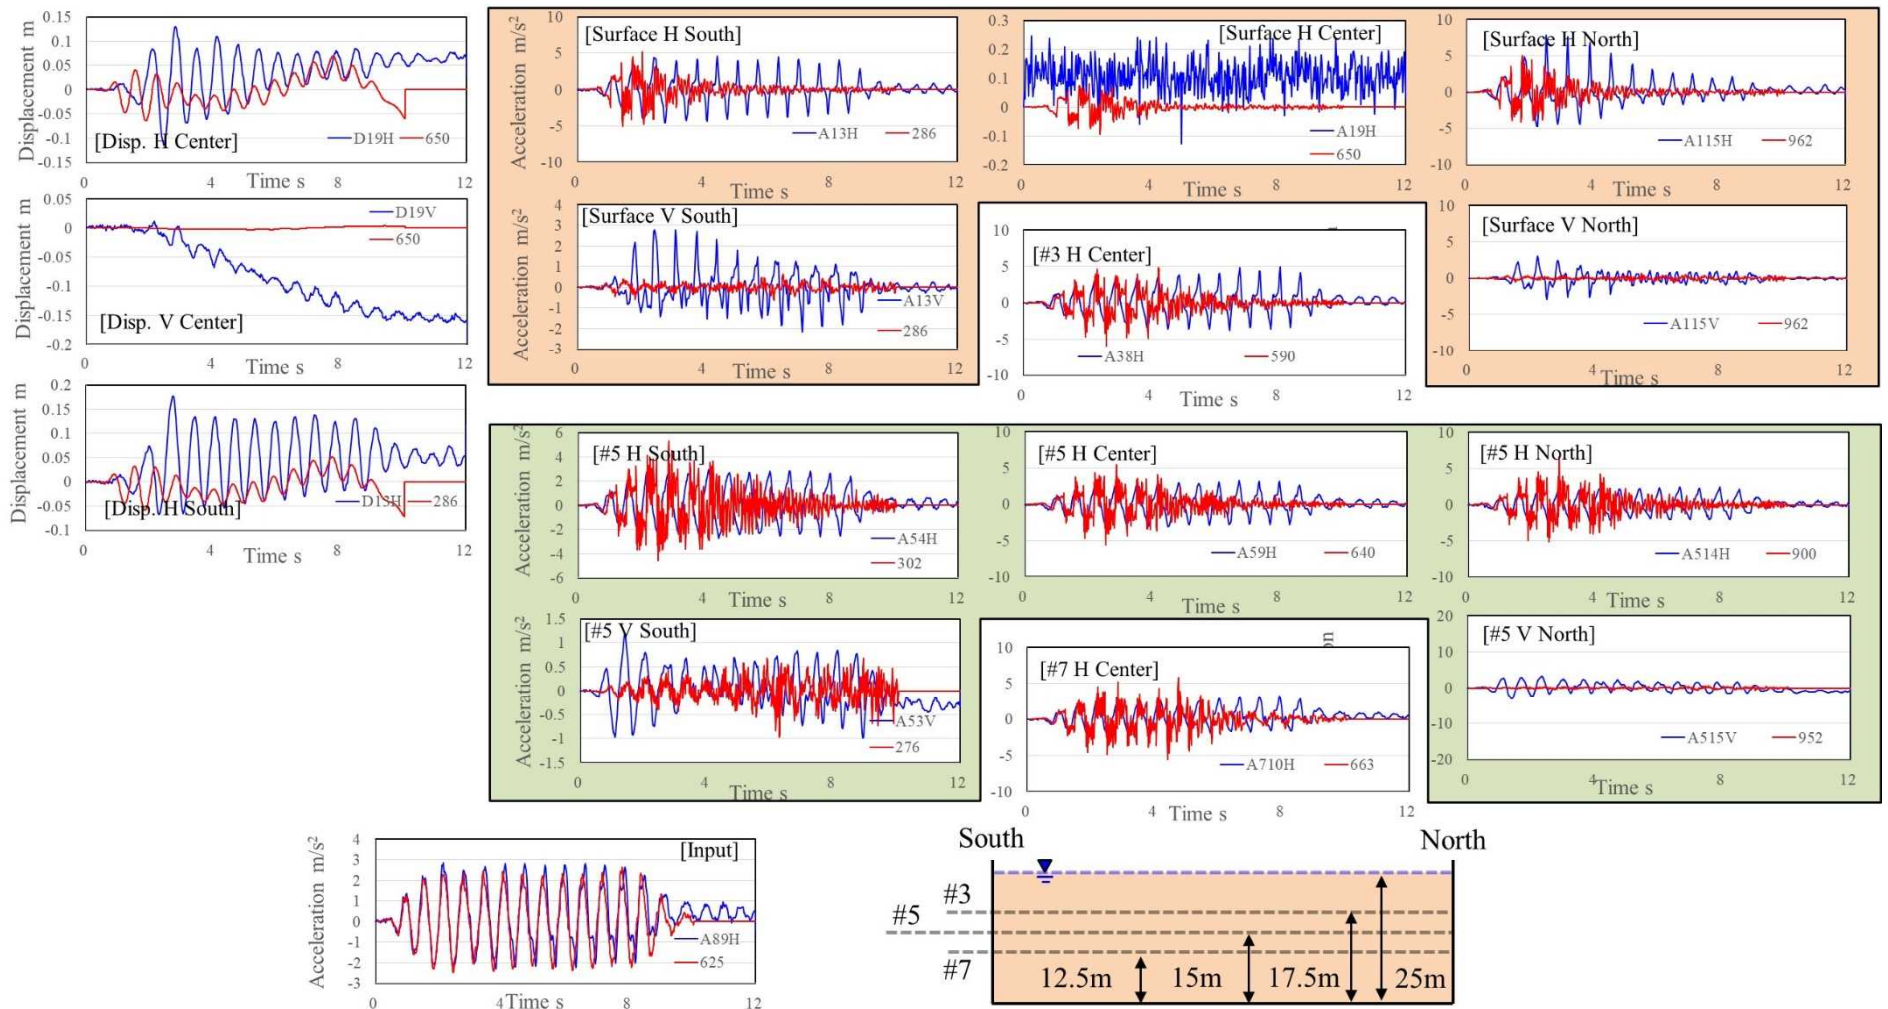 Displacement m
0.15
0.1
0.05
0
-0.05
-0.1
-0.15
[Disp. H Center]
D19H 650
0 4 8 12
Time s
Acceleration m/s²
10
5
0
-5
-10
[Surface H South]
A13H 286
0 4 8 12
Time s
0.3
0.2
0.1
0
-0.1
-0.2
[Surface H Center]
A19H
650
0 4 8 12
Time s
10
5
0
-5
-10
[Surface H North]
A115H 962
0 4 8 12
Time s
Displacement m
0.05
0
-0.05
-0.1
-0.15
-0.2
D19V
650
[Disp. V Center]
0 4 8 12
Time s
Acceleration m/s²
4
3
2
1
0
-1
-2
-3
[Surface V South]
A13V
286
0 4 8 12
Time s
10
5
0
-5
-10
[#3 H Center]
A38H 590
0 4 8 12
Time s
10
5
0
-5
-10
[Surface V North]
A115V 962
0 4 8 12
Time s
Displacement m
0.2
0.15
0.1
0.05
0
-0.05
-0.1
[Disp. H South]
D13H 286
0 4 8 12
Time s
Acceleration m/s²
6
4
2
0
-2
-4
-6
[#5 H South]
A54H
302
0 4 8 12
Time s
10
5
0
-5
-10
[#5 H Center]
A59H 640
0 4 8 12
Time s
10
5
0
-5
-10
[#5 H North]
A514H 900
0 4 8 12
Time s
Acceleration m/s²
1.5
1
0.5
0
-0.5
-1
-1.5
[#5 V South]
A53V
276
0 4 8 12
Time s
on
10
5
0
-5
-10
[#7 H Center]
A710H 663
0 4 8 12
Time s
20
10
0
-10
-20
[#5 V North]
A515V 952
0 4 8 12
Time s
Acceleration m/s²
4
3
2
1
0
-1
-2
-3
[Input]
A89H
625
0 4 8 12
Time s
South North
#3
#5
#7
12.5m 15m 17.5m 25m